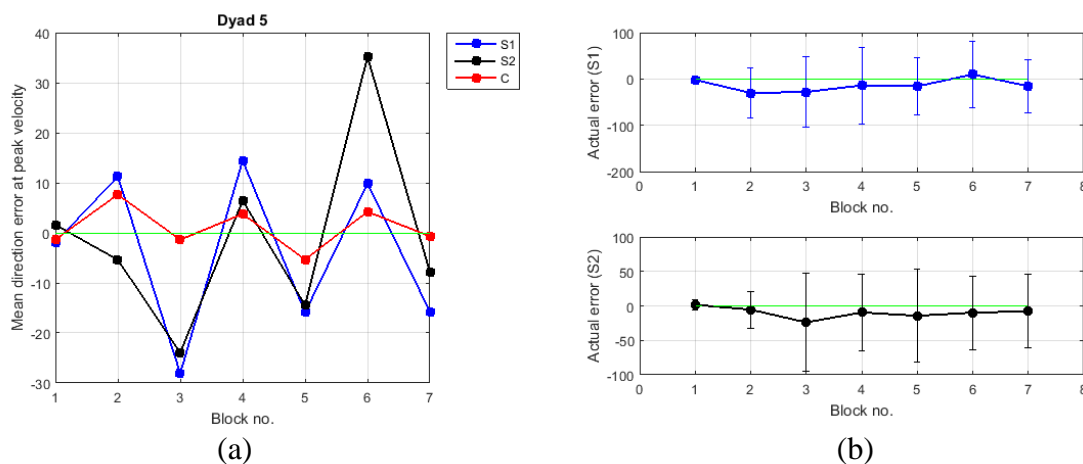 Dyad 5
Mean direction error at peak velocity
40
30
20
10
0
-10
-20
-30
1 2 3 4 5 6 7
Block no.
S1
S2
C
(a)
Actual error (S1)
100
0
-100
-200
0 1 2 3 4 5 6 7 8
Block no.
Actual error (S2)
100
50
0
-50
-100
0 1 2 3 4 5 6 7 8
Block no.
(b)